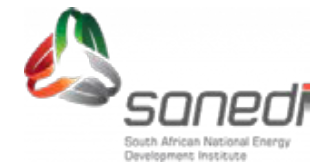 sanedi
South African National Energy
Development Institute